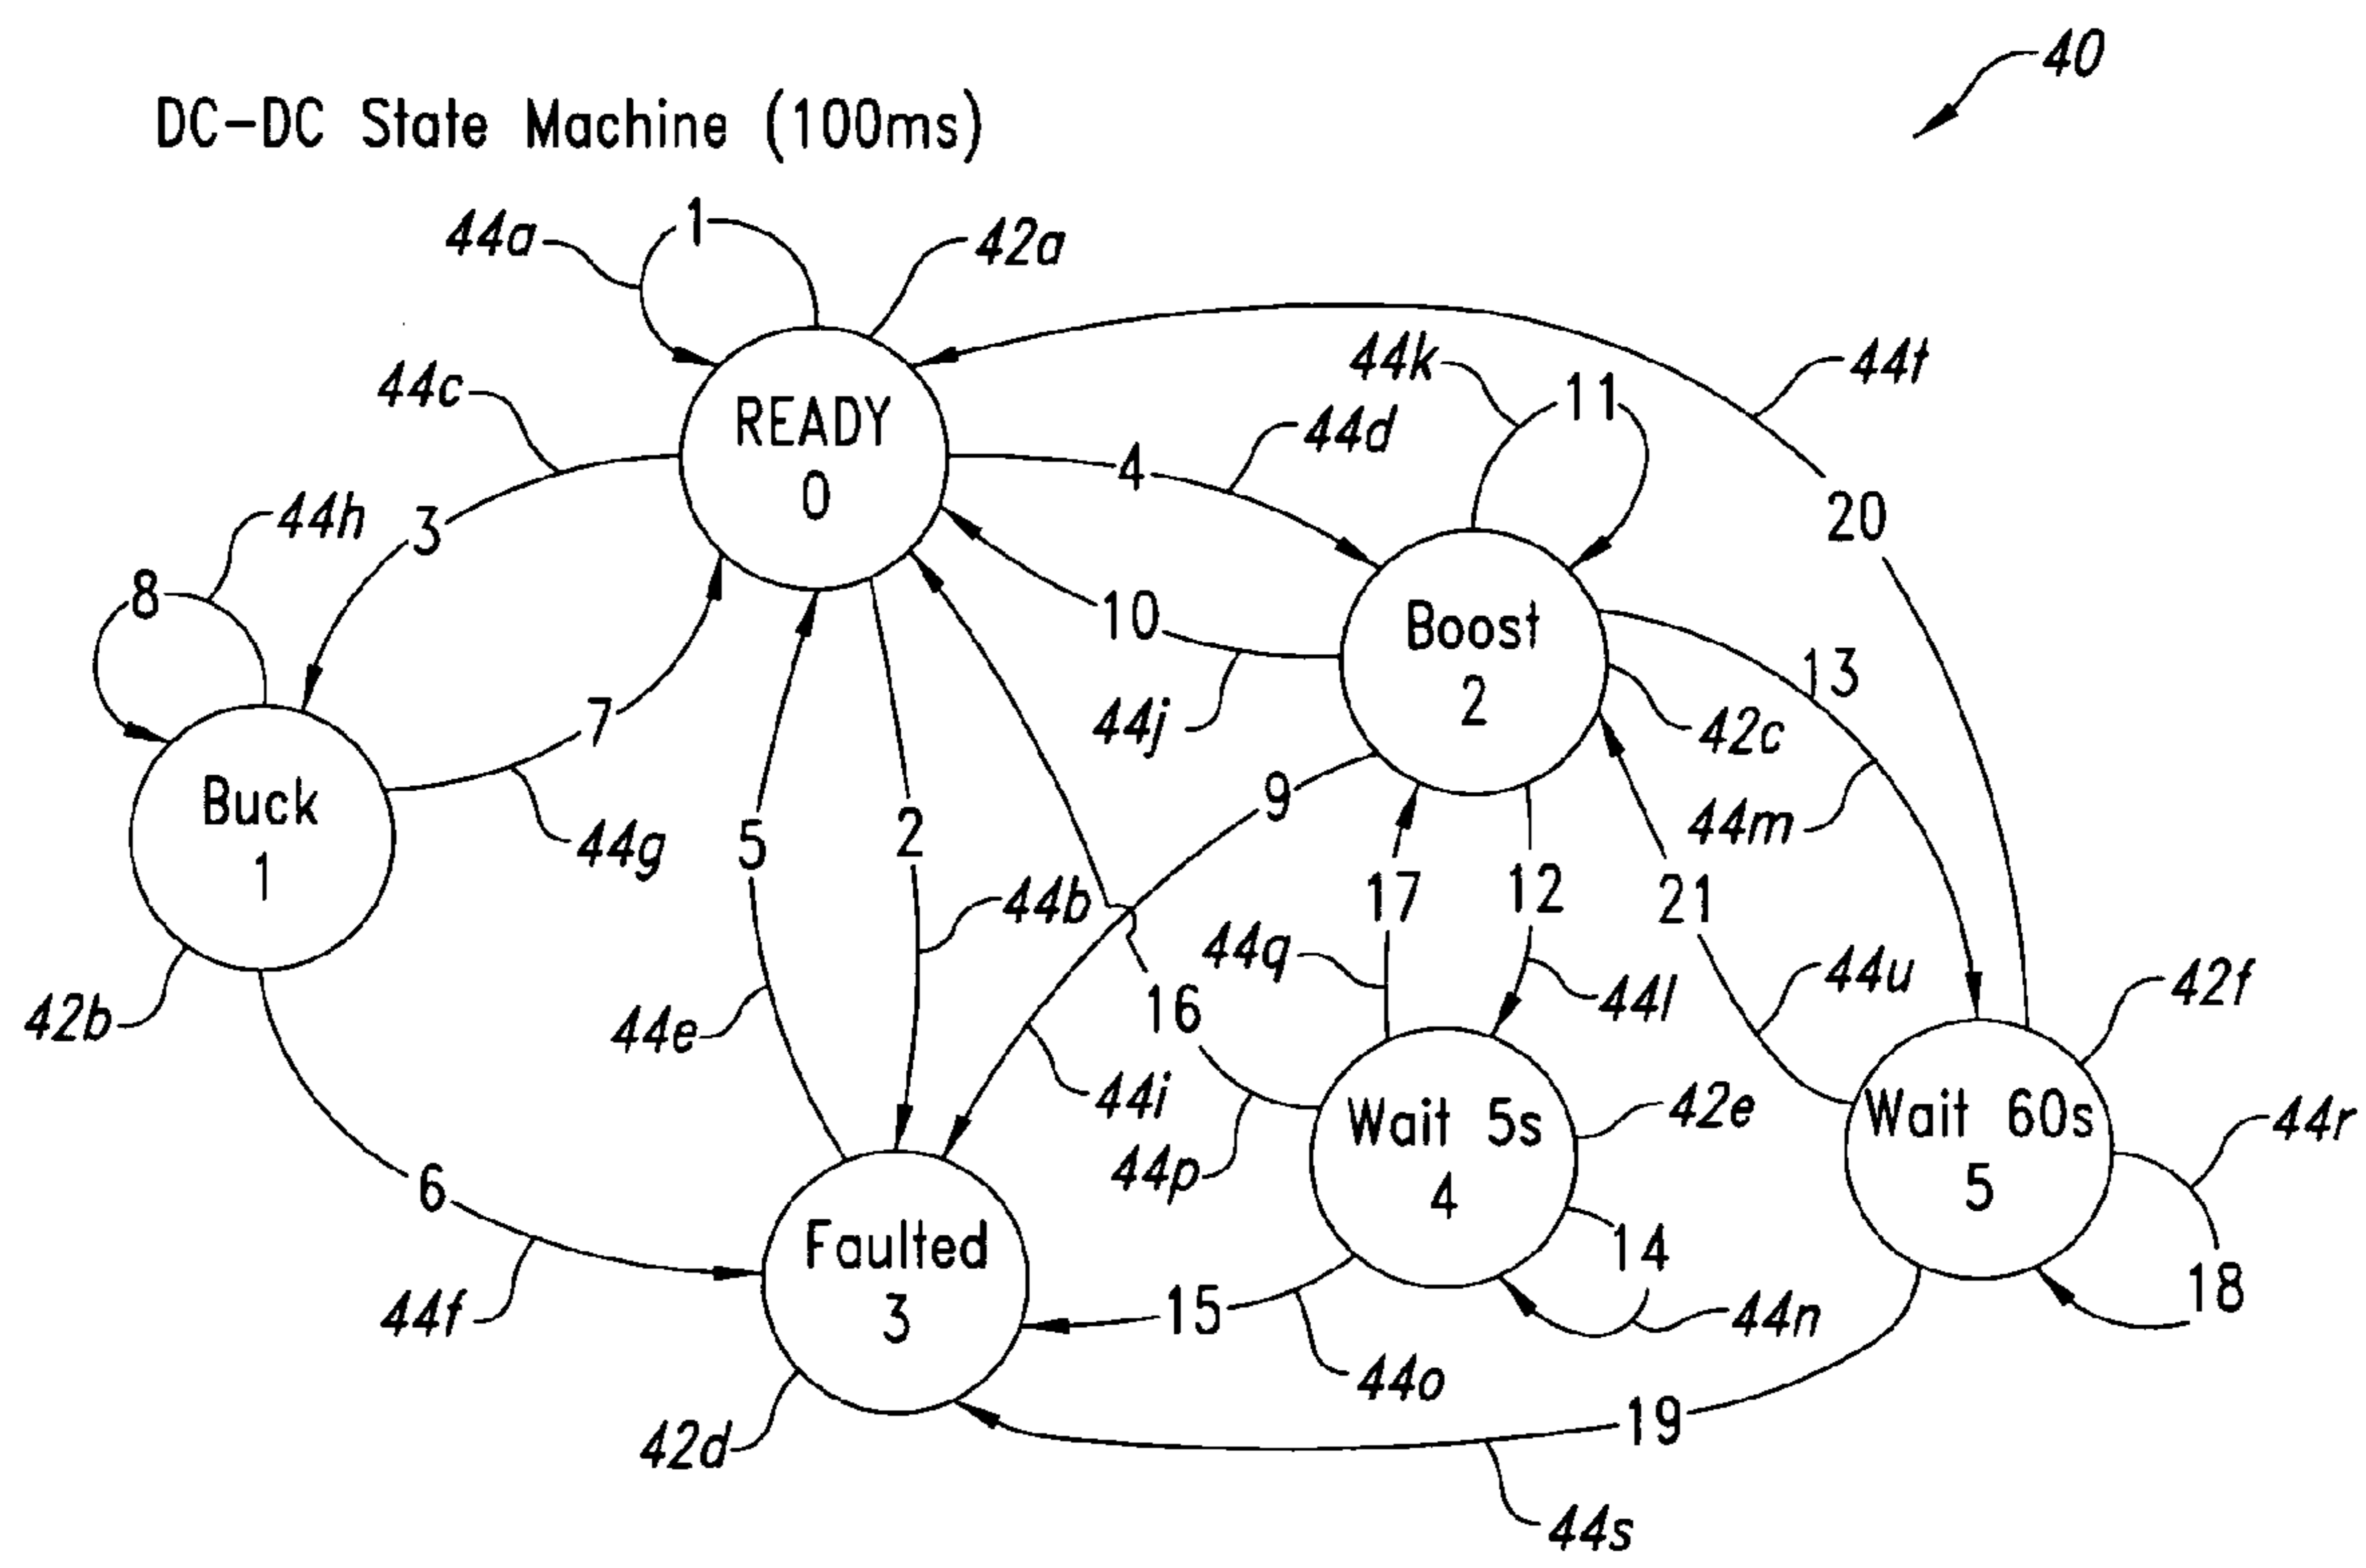 40
DC-DC State Machine (100ms)
1
44a
42a
44t
44k
11
44c
44d
READY
0
4
20
44h
3
8
10
Boost
2
13
44j
42c
7
Buck
1
44g
9
44m
5
2
17
12
21
44b
44q
44l
44u
42f
42b
44e
16
44i
42e
44p
Wait 5s
4
Wait 60s
5
44r
6
Faulted
3
14
18
44f
15
44n
44o
42d
19
44s